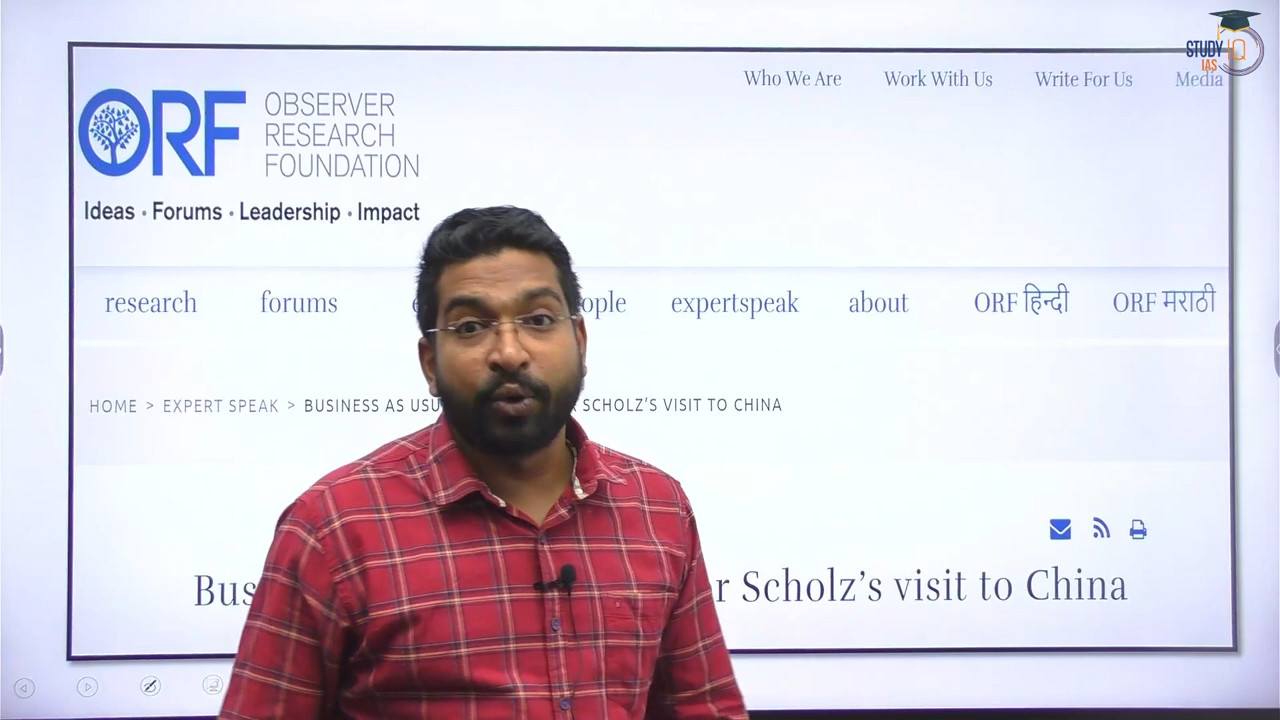 STUDY IQ
IAS
Who We Are Work With Us Write For Us Media
ORF OBSERVER
RESEARCH
FOUNDATION
Ideas · Forums · Leadership · Impact
research forums expertspeak about ORF हिन्दी ORF मराठी
HOME > EXPERT SPEAK > BUSINESS AS SCHOLZ'S VISIT TO CHINA
Scholz's visit to China